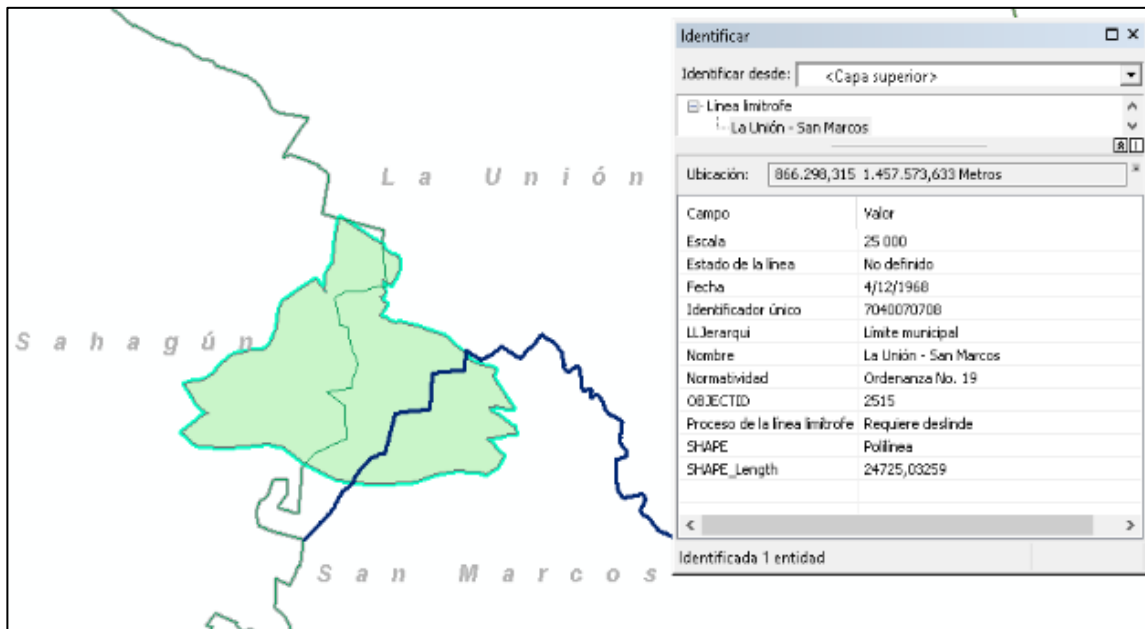 Identificar
Identificar desde: <Capa superior>
Línea limitrofe
La Unión - San Marcos
Ubicación: 866.298,315 1.457.573,633 Metros
Campo Valor
Escala 25 000
Estado de la línea No definido
Fecha 4/12/1968
Identificador único 7040070708
LLJerarqui Límite municipal
Nombre La Unión - San Marcos
Normatividad Ordenanza No. 19
OBJECTID 2515
Proceso de la línea limítrofe Requiere deslinde
SHAPE Polilínea
SHAPE_Length 24725,03259
Identificada 1 entidad
La Unión
Sahagún
San Marcos